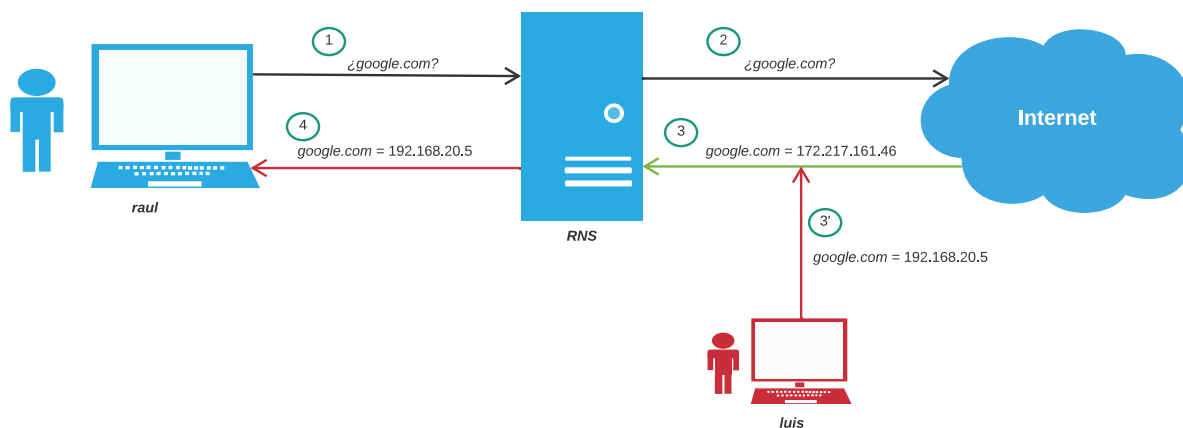 1
¿google.com?
2
¿google.com?
Internet
4
google.com = 192.168.20.5
3
google.com = 172.217.161.46
raul
RNS
3'
google.com = 192.168.20.5
luis